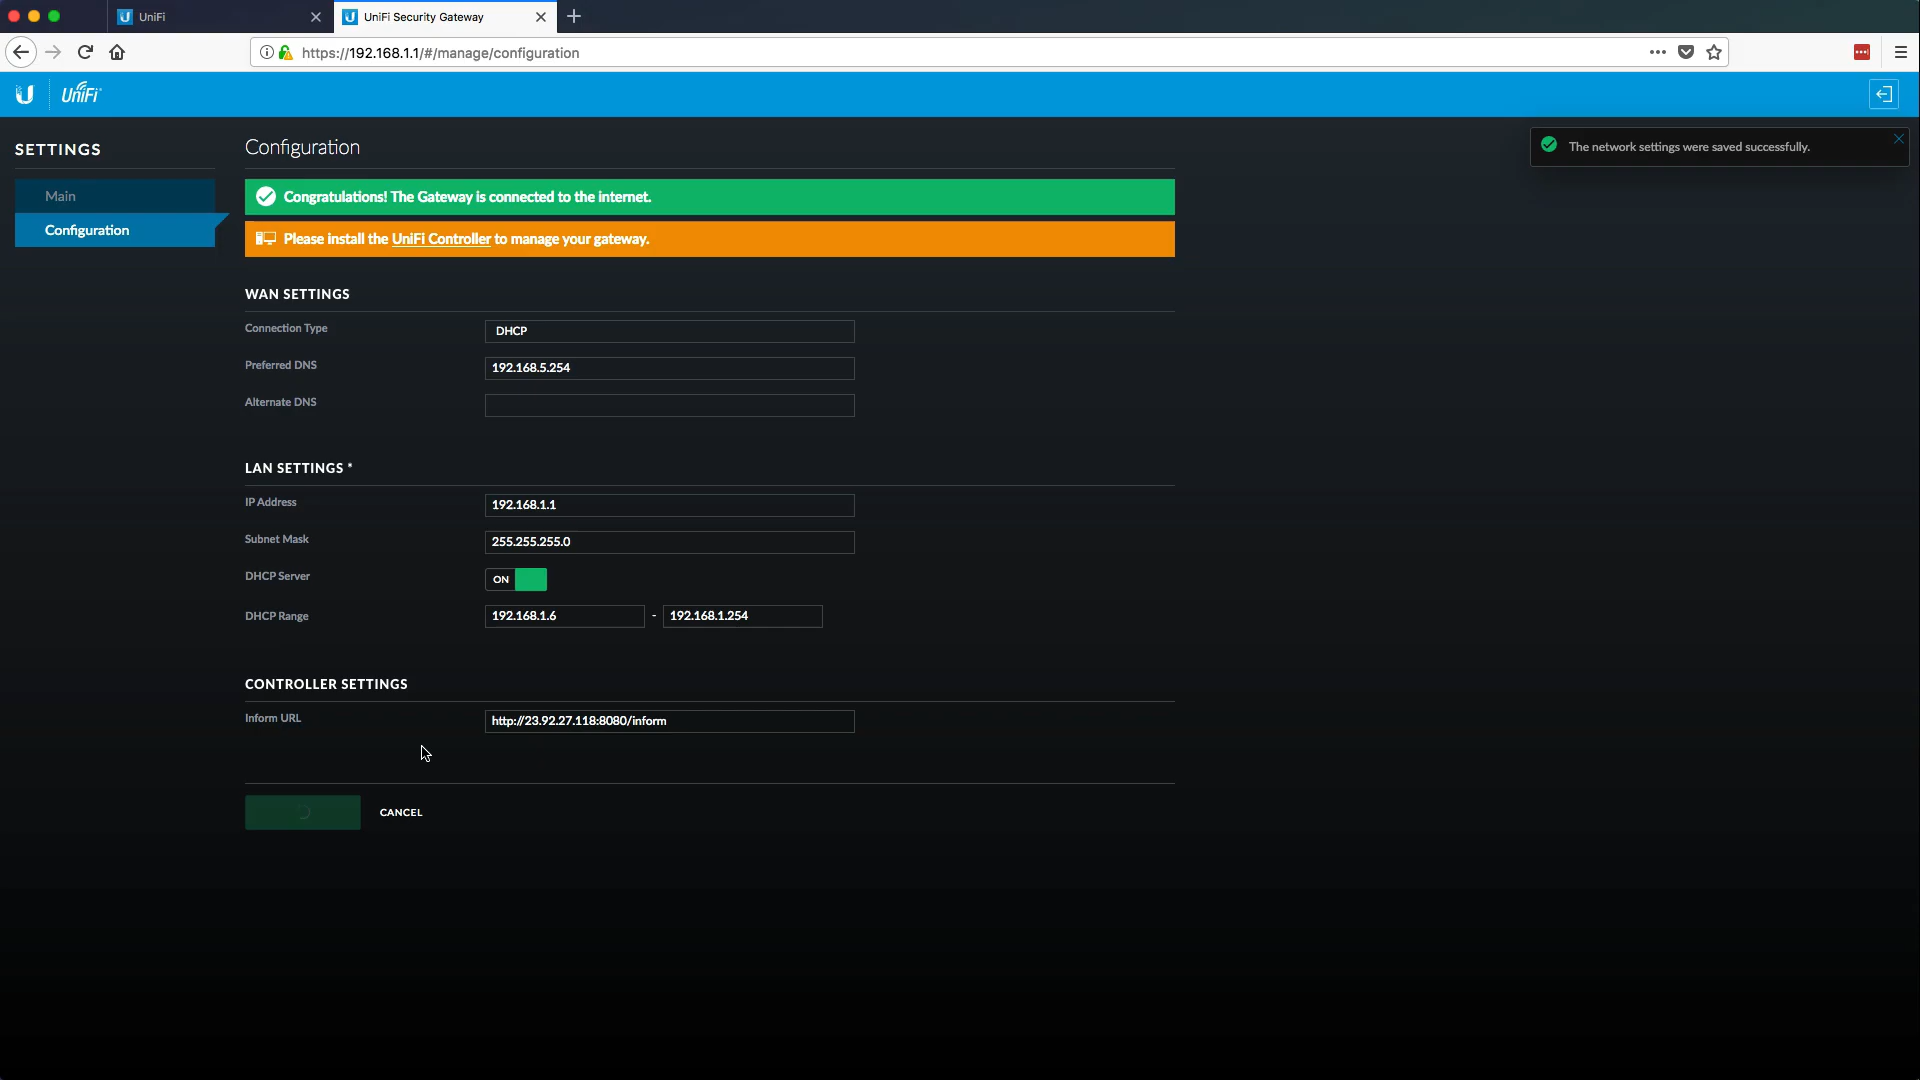 UniFi
UniFi Security Gateway
https://192.168.1.1/#/manage/configuration
UniFi
SETTINGS
Configuration
The network settings were saved successfully.
Main
Congratulations! The Gateway is connected to the internet.
Configuration
Please install the UniFi Controller to manage your gateway.
WAN SETTINGS
Connection Type
DHCP
Preferred DNS
192.168.5.254
Alternate DNS
LAN SETTINGS *
IP Address
192.168.1.1
Subnet Mask
255.255.255.0
DHCP Server
ON
DHCP Range
192.168.1.6 - 192.168.1.254
CONTROLLER SETTINGS
Inform URL
http://23.92.27.118:8080/inform
CANCEL